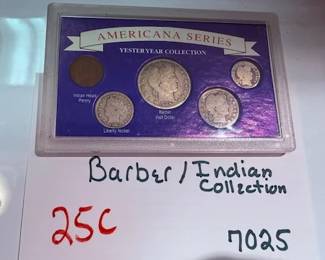 AMERICANA SERIES
YESTERYEAR COLLECTION
Indian Head
Penny
Liberty Nickel
Barber
Half Dollar
Barber / Indian
Collection
25C
7025